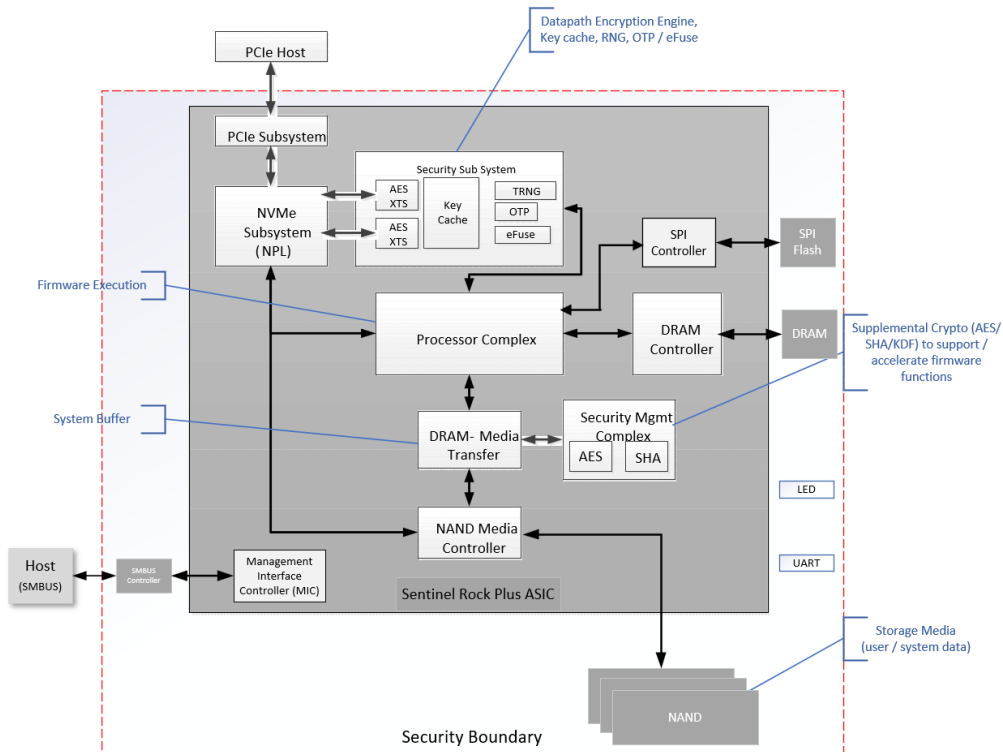 Datapath Encryption Engine,
Key cache, RNG, OTP / eFuse
PCIe Host
PCIe Subsystem
Security Sub System
NVMe
Subsystem
(NPL)
AES
XTS
AES
XTS
Key
Cache
TRNG
OTP
eFuse
SPI
Controller
SPI
Flash
Firmware Execution
Processor Complex
DRAM
Controller
DRAM
Supplemental Crypto (AES/
SHA/KDF) to support /
accelerate firmware
functions
System Buffer
DRAM- Media
Transfer
Security Mgmt
Complex
AES
SHA
LED
NAND Media
Controller
UART
Host
(SMBUS)
SMBUS
Controller
Management
Interface
Controller (MIC)
Sentinel Rock Plus ASIC
Storage Media
(user / system data)
NAND
Security Boundary